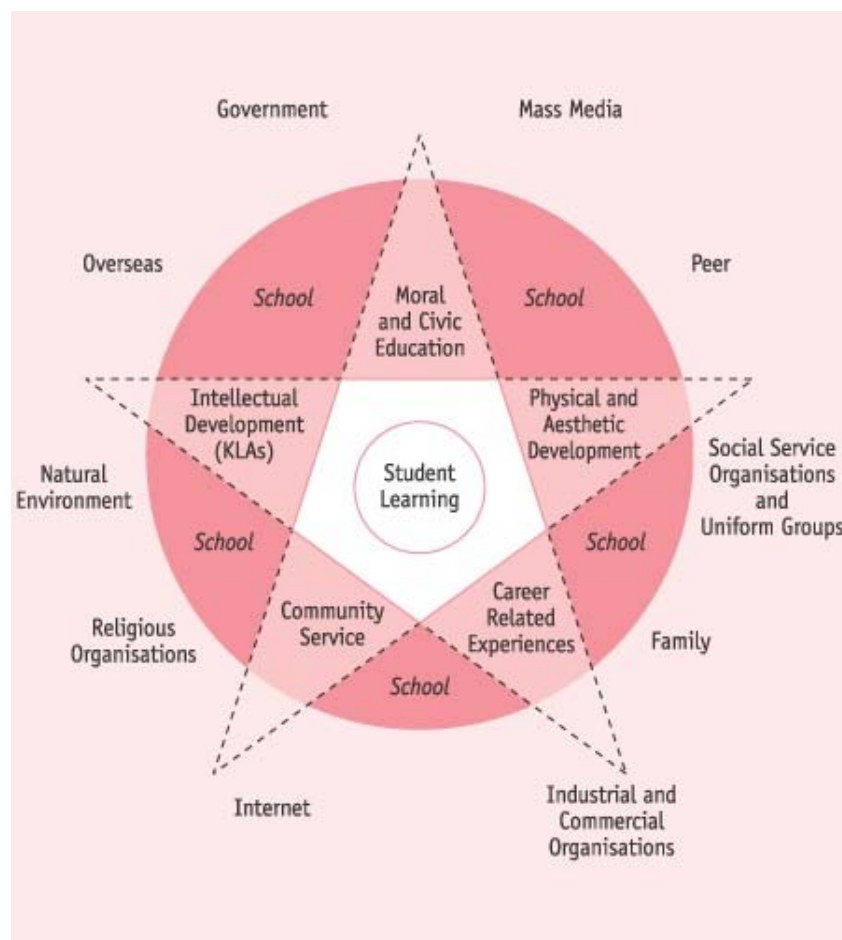 Government
Mass Media
Overseas
Peer
School
School
Moral
and Civic
Education
Intellectual
Development
(KLAs)
Physical and
Aesthetic
Development
Student
Learning
Natural
Environment
Social Service
Organisations
and
Uniform Groups
School
School
Community
Service
Career
Related
Experiences
Religious
Organisations
Family
School
Internet
Industrial and
Commercial
Organisations